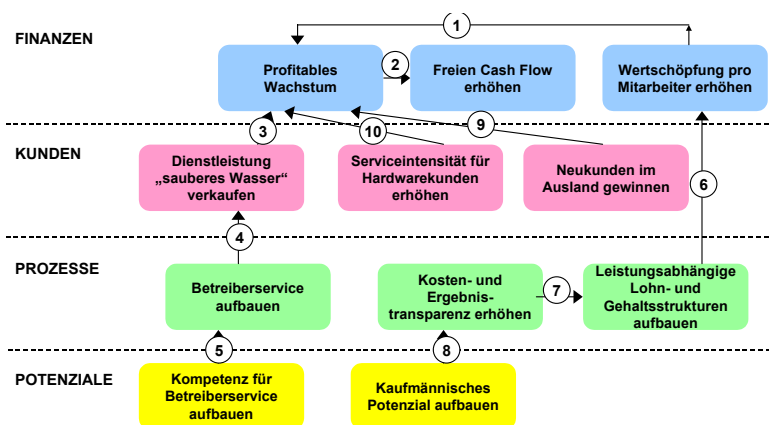 1
FINANZEN
Profitables
Wachstum
2
Freien Cash Flow
erhöhen
Wertschöpfung pro
Mitarbeiter erhöhen
3
10
9
KUNDEN
Dienstleistung
„sauberes Wasser“
verkaufen
Serviceintensität für
Hardwarekunden
erhöhen
Neukunden im
Ausland gewinnen
6
4
PROZESSE
Betreiberservice
aufbauen
Kosten- und
Ergebnis-
transparenz erhöhen
7
Leistungsabhängige
Lohn- und
Gehaltsstrukturen
aufbauen
5
8
POTENZIALE
Kompetenz für
Betreiberservice
aufbauen
Kaufmännisches
Potenzial aufbauen